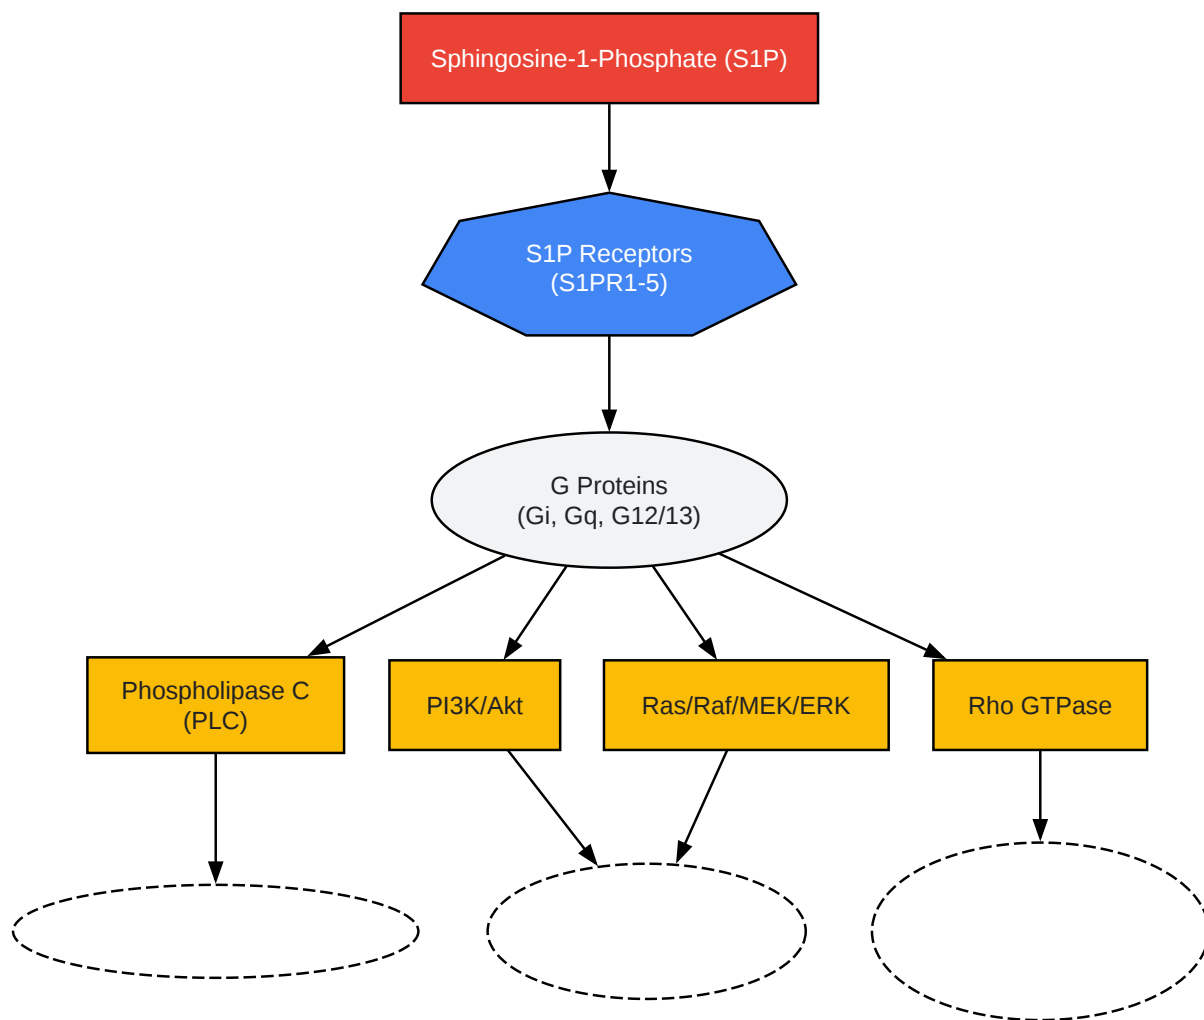 Sphingosine-1-Phosphate (S1P)
S1P Receptors
(S1PR1-5)
G Proteins
(Gi, Gq, G12/13)
Phospholipase C
(PLC)
PI3K/Akt
Ras/Raf/MEK/ERK
Rho GTPase